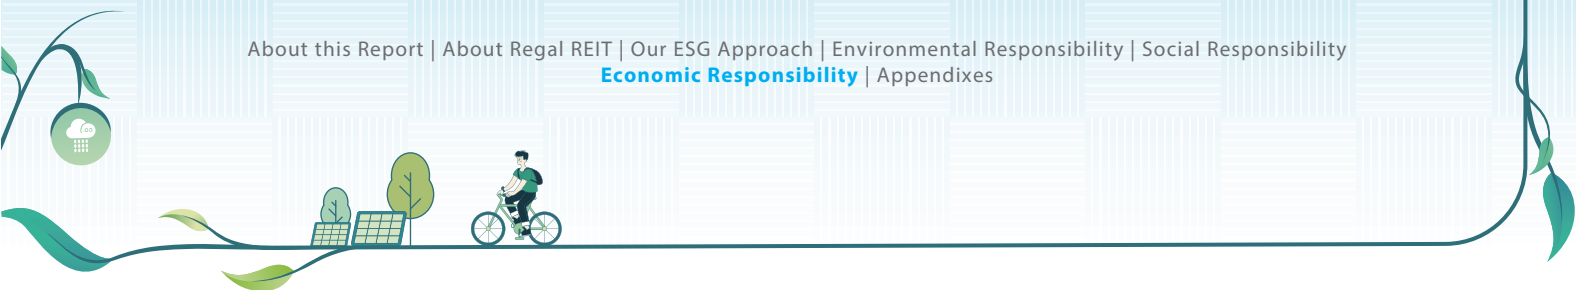 About this Report | About Regal REIT | Our ESG Approach | Environmental Responsibility | Social Responsibility
Economic Responsibility | Appendixes